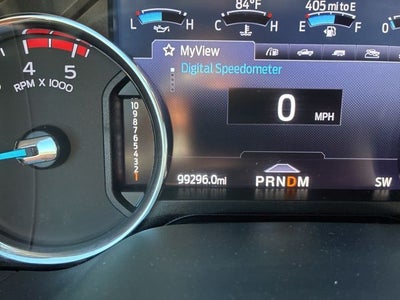 84°F
405 mi to E
L H C H E F 0
MyView
Digital Speedometer
4 5
RPM X 1000
0 MPH
10
9
8
7
6
5
4
3
2
1
99296.0mi
PRNDM
SW